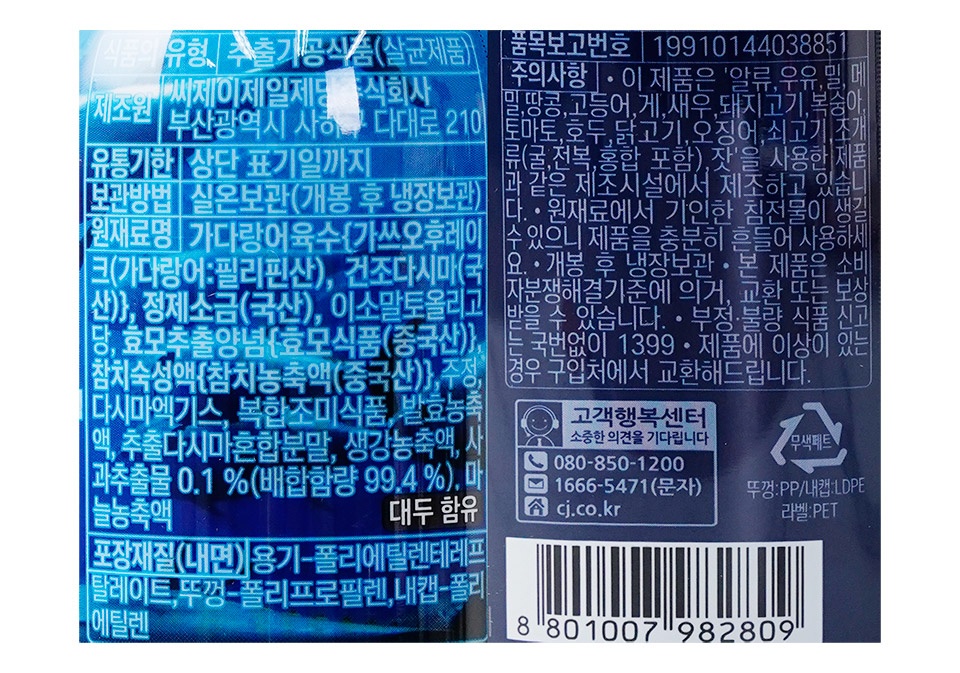 식품의 유형 추출가공식품(살균제품)
제조원 씨제이제일제당 주식회사
부산광역시 사하구 다대로 210
유통기한 상단 표기일까지
보관방법 실온보관(개봉 후 냉장보관)
원재료명 가다랑어육수{가쓰오후레이
크(가다랑어:필리핀산), 건조다시마(국
산)}, 정제소금(국산), 이소말토올리고
당, 효모추출양념{효모식품(중국산)},
참치숙성액{참치농축액(중국산)},주정,
다시마엑기스, 복합조미식품, 발효농축
액, 추출다시마혼합분말, 생강농축액, 사
과추출물 0.1 %(배합함량 99.4 %). 마
늘농축액
대두 함유
포장재질(내면) 용기-폴리에틸렌테레프
탈레이트,뚜껑-폴리프로필렌,내캡-폴리
에틸렌
품목보고번호 19910144038851
주의사항 • 이 제품은 '알류, 우유, 밀, 메
밀,땅콩,고등어,게,새우,돼지고기,복숭아,
토마토,호두,닭고기,오징어,쇠고기,조개
류(굴,전복,홍합 포함), 잣'을 사용한 제품
과 같은 제조시설에서 제조하고 있습니
다. • 원재료에서 기인한 침전물이 생길
수 있으니 제품을 충분히 흔들어 사용하세
요. • 개봉 후 냉장보관 • 본 제품은 소비
자분쟁해결기준에 의거, 교환 또는 보상
받을 수 있습니다. • 부정·불량 식품 신고
는 국번없이 1399 • 제품에 이상이 있는
경우 구입처에서 교환해드립니다.
고객행복센터
소중한 의견을 기다립니다
080-850-1200
1666-5471(문자)
cj.co.kr
무색페트
뚜껑:PP/내캡:LDPE
라벨:PET
8 801007 982809